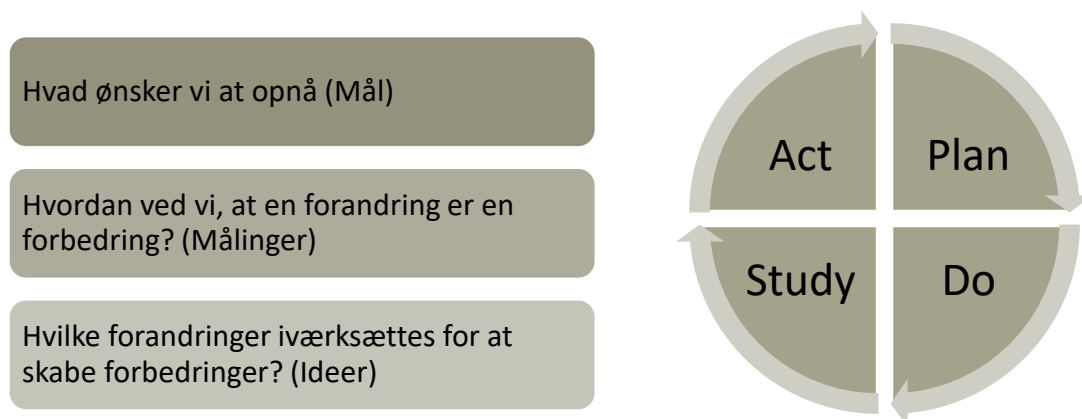 Hvad ønsker vi at opnå (Mål)
Hvordan ved vi, at en forandring er en
forbedring? (Målinger)
Hvilke forandringer iværksættes for at
skabe forbedringer? (Ideer)
Act
Plan
Study
Do